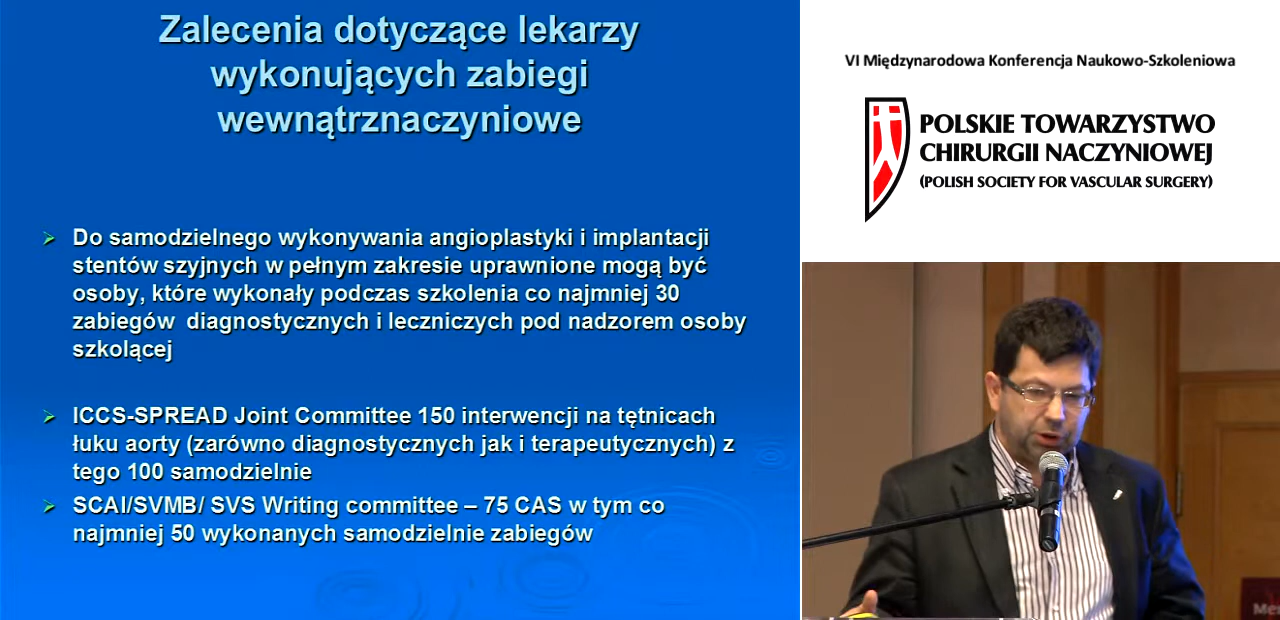 Zalecenia dotyczące lekarzy
wykonujących zabiegi
wewnątrznaczyniowe
Do samodzielnego wykonywania angioplastyki i implantacji
stentów szyjnych w pełnym zakresie uprawnione mogą być
osoby, które wykonały podczas szkolenia co najmniej 30
zabiegów diagnostycznych i leczniczych pod nadzorem osoby
szkolącej
ICCS-SPREAD Joint Committee 150 interwencji na tętnicach
łuku aorty (zarówno diagnostycznych jak i terapeutycznych) z
tego 100 samodzielnie
SCAI/SVMB/ SVS Writing committee – 75 CAS w tym co
najmniej 50 wykonanych samodzielnie zabiegów
VI Międzynarodowa Konferencja Naukowo-Szkoleniowa
POLSKIE TOWARZYSTWO
CHIRURGII NACZYNIOWEJ
(POLISH SOCIETY FOR VASCULAR SURGERY)